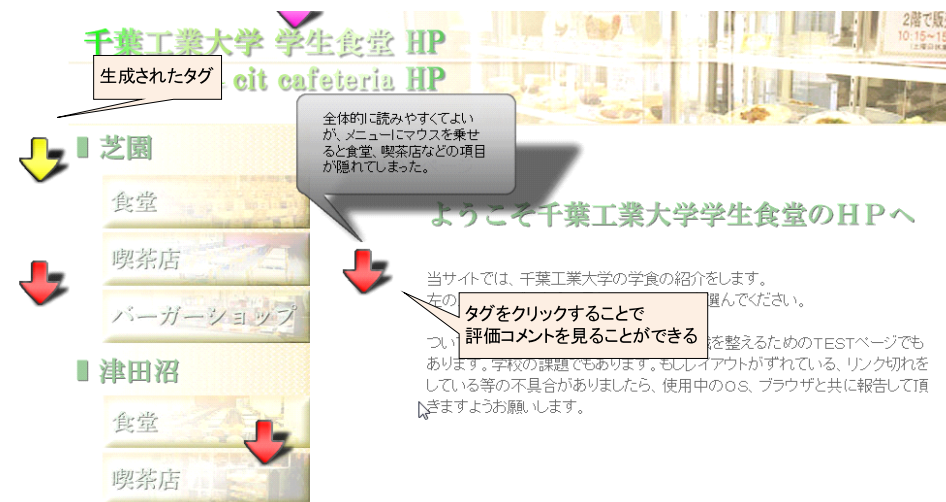 2階で販
10:15~15
千葉工業大学 学生食堂 HP
cit cafeteria HP
生成されたタグ
全体的に読みやすくてよい
が、メニューにマウスを乗せ
ると食堂、喫茶店などの項目
が隠れてしまった。
芝園
食堂
喫茶店
バーガーショップ
津田沼
食堂
喫茶店
ようこそ千葉工業大学学生食堂のHPへ
当サイトでは、千葉工業大学の学食の紹介をします。
左の
選んでください。
タグをクリックすることで
評価コメントを見ることができる
つい
を整えるためのTESTページでも
あります。学校の課題でもあります。もしレイアウトがずれている、リンク切れを
している等の不具合がありましたら、使用中のOS、ブラウザと共に報告して頂
きますようお願いします。